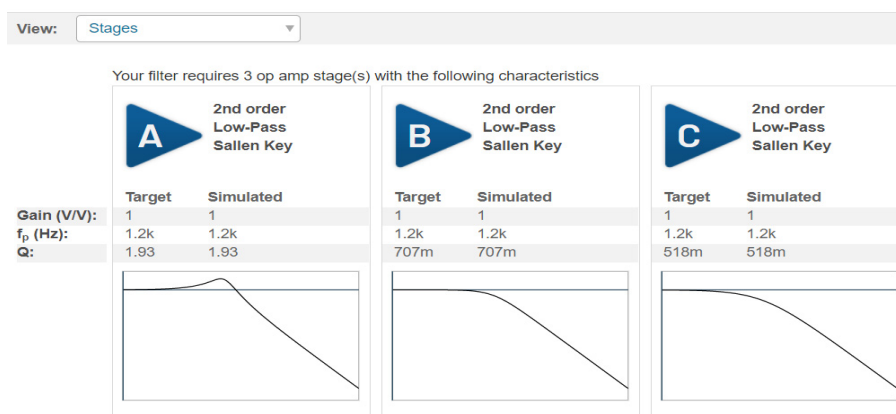 View: Stages
Your filter requires 3 op amp stage(s) with the following characteristics
A
2nd order
Low-Pass
Sallen Key
B
2nd order
Low-Pass
Sallen Key
C
2nd order
Low-Pass
Sallen Key
Target Simulated Target Simulated Target Simulated
Gain (V/V): 1 1 1 1 1 1
fp (Hz): 1.2k 1.2k 1.2k 1.2k 1.2k 1.2k
Q: 1.93 1.93 707m 707m 518m 518m